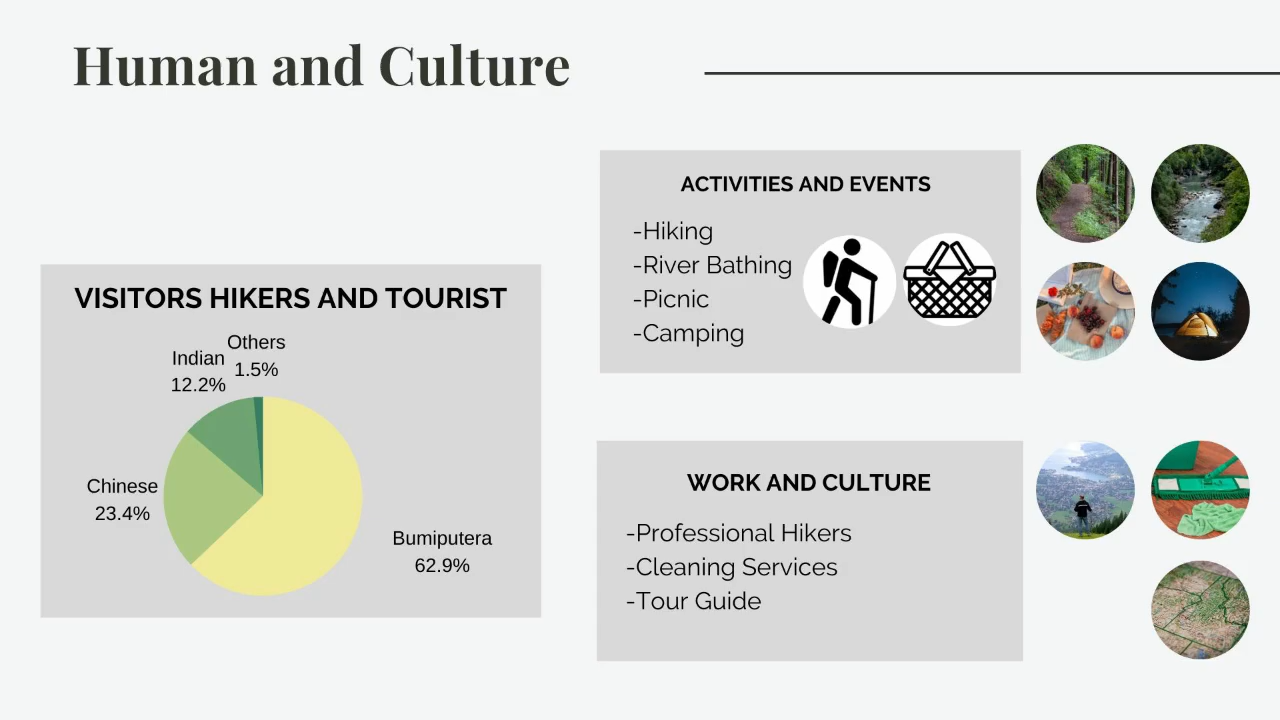 Human and Culture
VISITORS HIKERS AND TOURIST
Others
1.5%
Indian
12.2%
Chinese
23.4%
Bumiputera
62.9%
ACTIVITIES AND EVENTS
-Hiking
-River Bathing
-Picnic
-Camping
WORK AND CULTURE
-Professional Hikers
-Cleaning Services
-Tour Guide